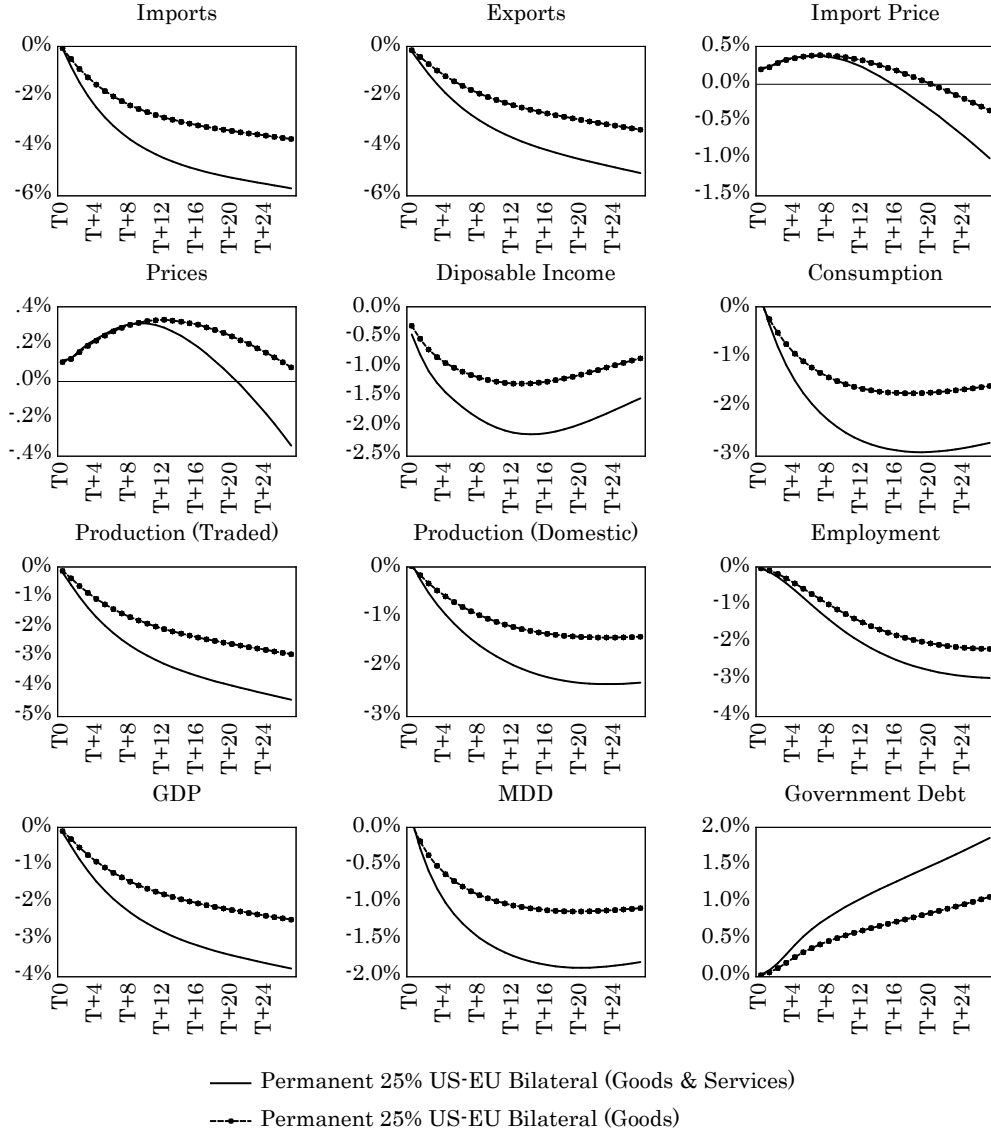 Imports
0%
-2%
-4%
-6%
T0
T+4
T+8
T+12
T+16
T+20
T+24
Exports
0%
-2%
-4%
-6%
T0
T+4
T+8
T+12
T+16
T+20
T+24
Import Price
0.5%
0.0%
-0.5%
-1.0%
-1.5%
T0
T+4
T+8
T+12
T+16
T+20
T+24
Prices
.4%
.2%
.0%
-.2%
-.4%
T0
T+4
T+8
T+12
T+16
T+20
T+24
Diposable Income
0.0%
-0.5%
-1.0%
-1.5%
-2.0%
-2.5%
T0
T+4
T+8
T+12
T+16
T+20
T+24
Consumption
0%
-1%
-2%
-3%
T0
T+4
T+8
T+12
T+16
T+20
T+24
Production (Traded)
0%
-1%
-2%
-3%
-4%
-5%
T0
T+4
T+8
T+12
T+16
T+20
T+24
Production (Domestic)
0%
-1%
-2%
-3%
T0
T+4
T+8
T+12
T+16
T+20
T+24
Employment
0%
-1%
-2%
-3%
-4%
T0
T+4
T+8
T+12
T+16
T+20
T+24
GDP
0%
-1%
-2%
-3%
-4%
T0
T+4
T+8
T+12
T+16
T+20
T+24
MDD
0.0%
-0.5%
-1.0%
-1.5%
-2.0%
T0
T+4
T+8
T+12
T+16
T+20
T+24
Government Debt
2.0%
1.5%
1.0%
0.5%
0.0%
T0
T+4
T+8
T+12
T+16
T+20
T+24
Permanent 25% US-EU Bilateral (Goods & Services)
Permanent 25% US-EU Bilateral (Goods)